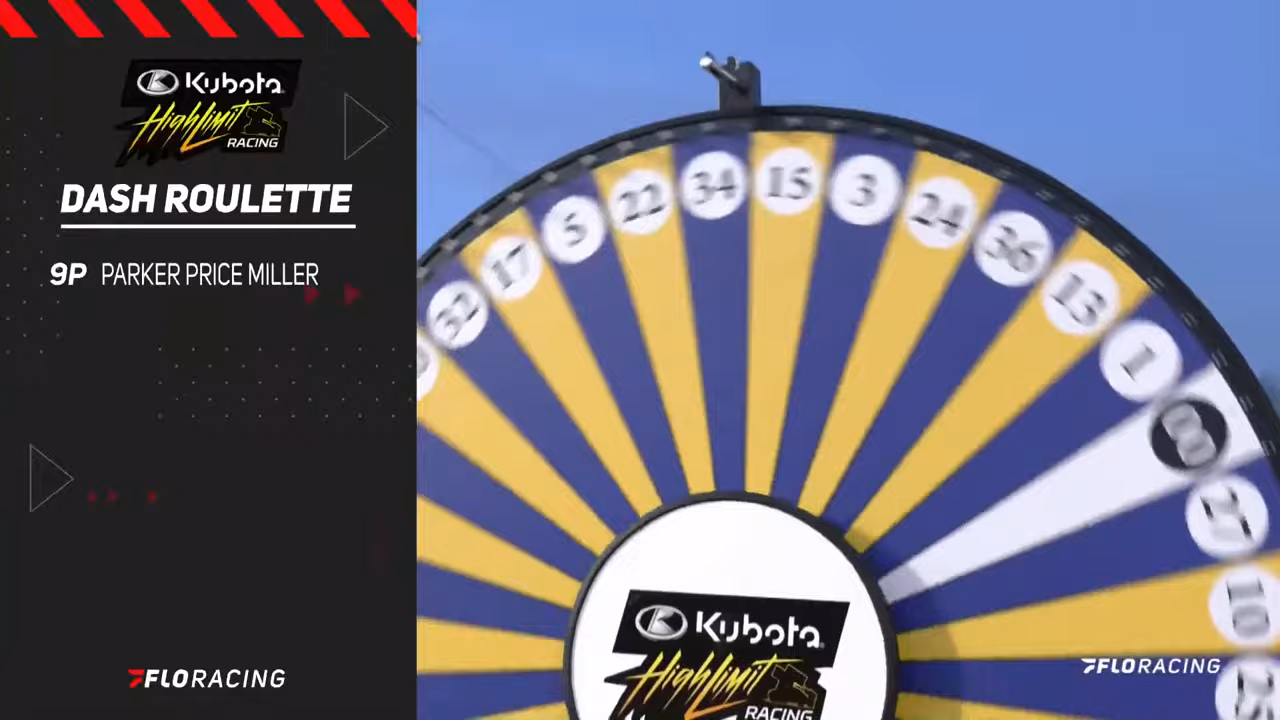 Kubota
HIGH LIMIT
RACING
DASH ROULETTE
9P PARKER PRICE MILLER
FLORACING
32
17
5
22
34
15
3
24
36
13
1
00
27
10
25
Kubota
HIGH LIMIT
RACING
FLORACING